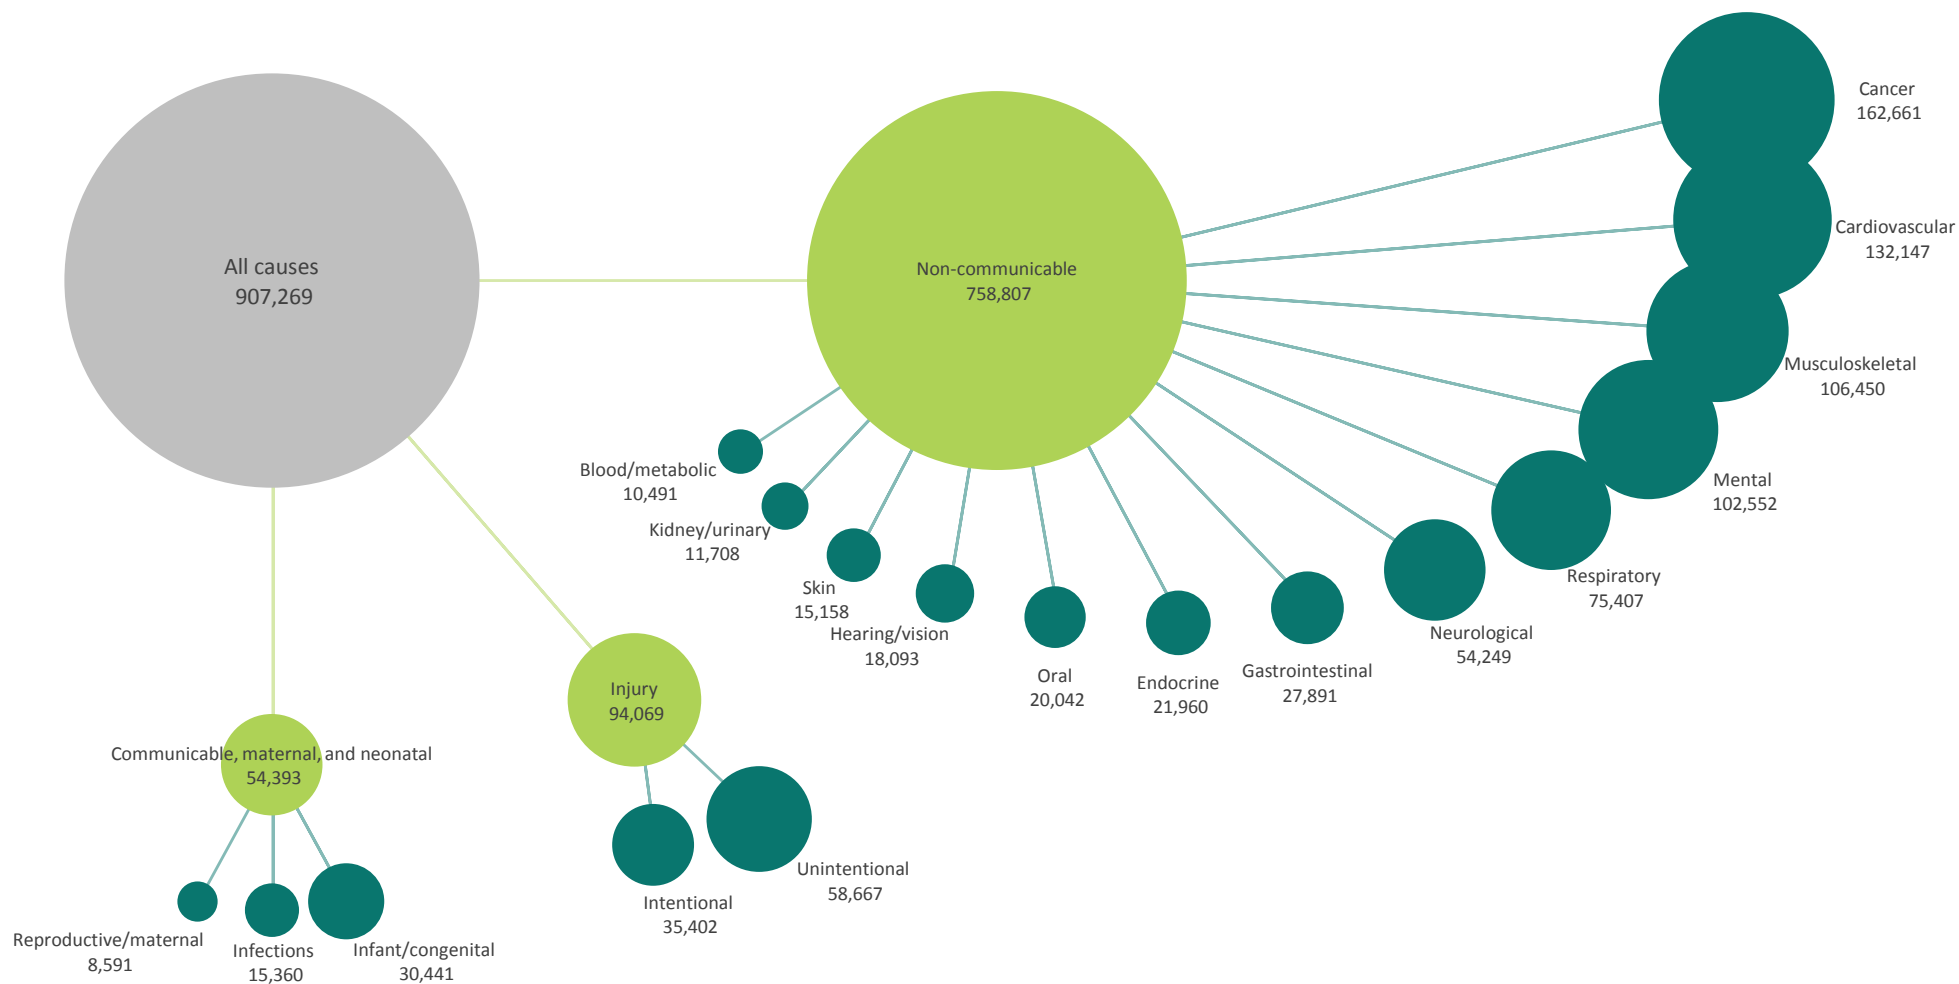 All causes
907,269
Non-communicable
758,807
Cancer
162,661
Cardiovascular
132,147
Musculoskeletal
106,450
Mental
102,552
Respiratory
75,407
Neurological
54,249
Gastrointestinal
27,891
Endocrine
21,960
Oral
20,042
Hearing/vision
18,093
Skin
15,158
Kidney/urinary
11,708
Blood/metabolic
10,491
Injury
94,069
Unintentional
58,667
Intentional
35,402
Communicable, maternal, and neonatal
54,393
Reproductive/maternal
8,591
Infections
15,360
Infant/congenital
30,441